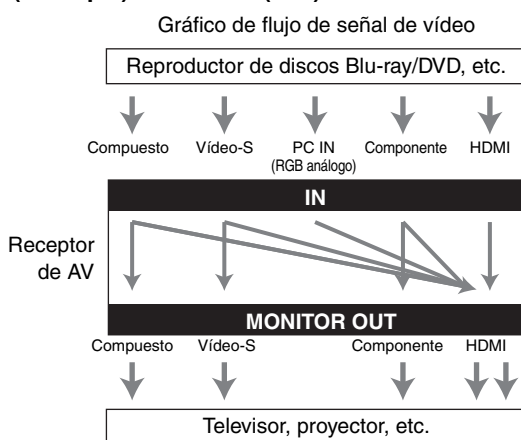 Gráfico de flujo de señal de vídeo
Reproductor de discos Blu-ray/DVD, etc.
Compuesto Vídeo-S PC IN Componente HDMI
(RGB análogo)
IN
Receptor
de AV
MONITOR OUT
Compuesto Vídeo-S Componente HDMI
Televisor, proyector, etc.